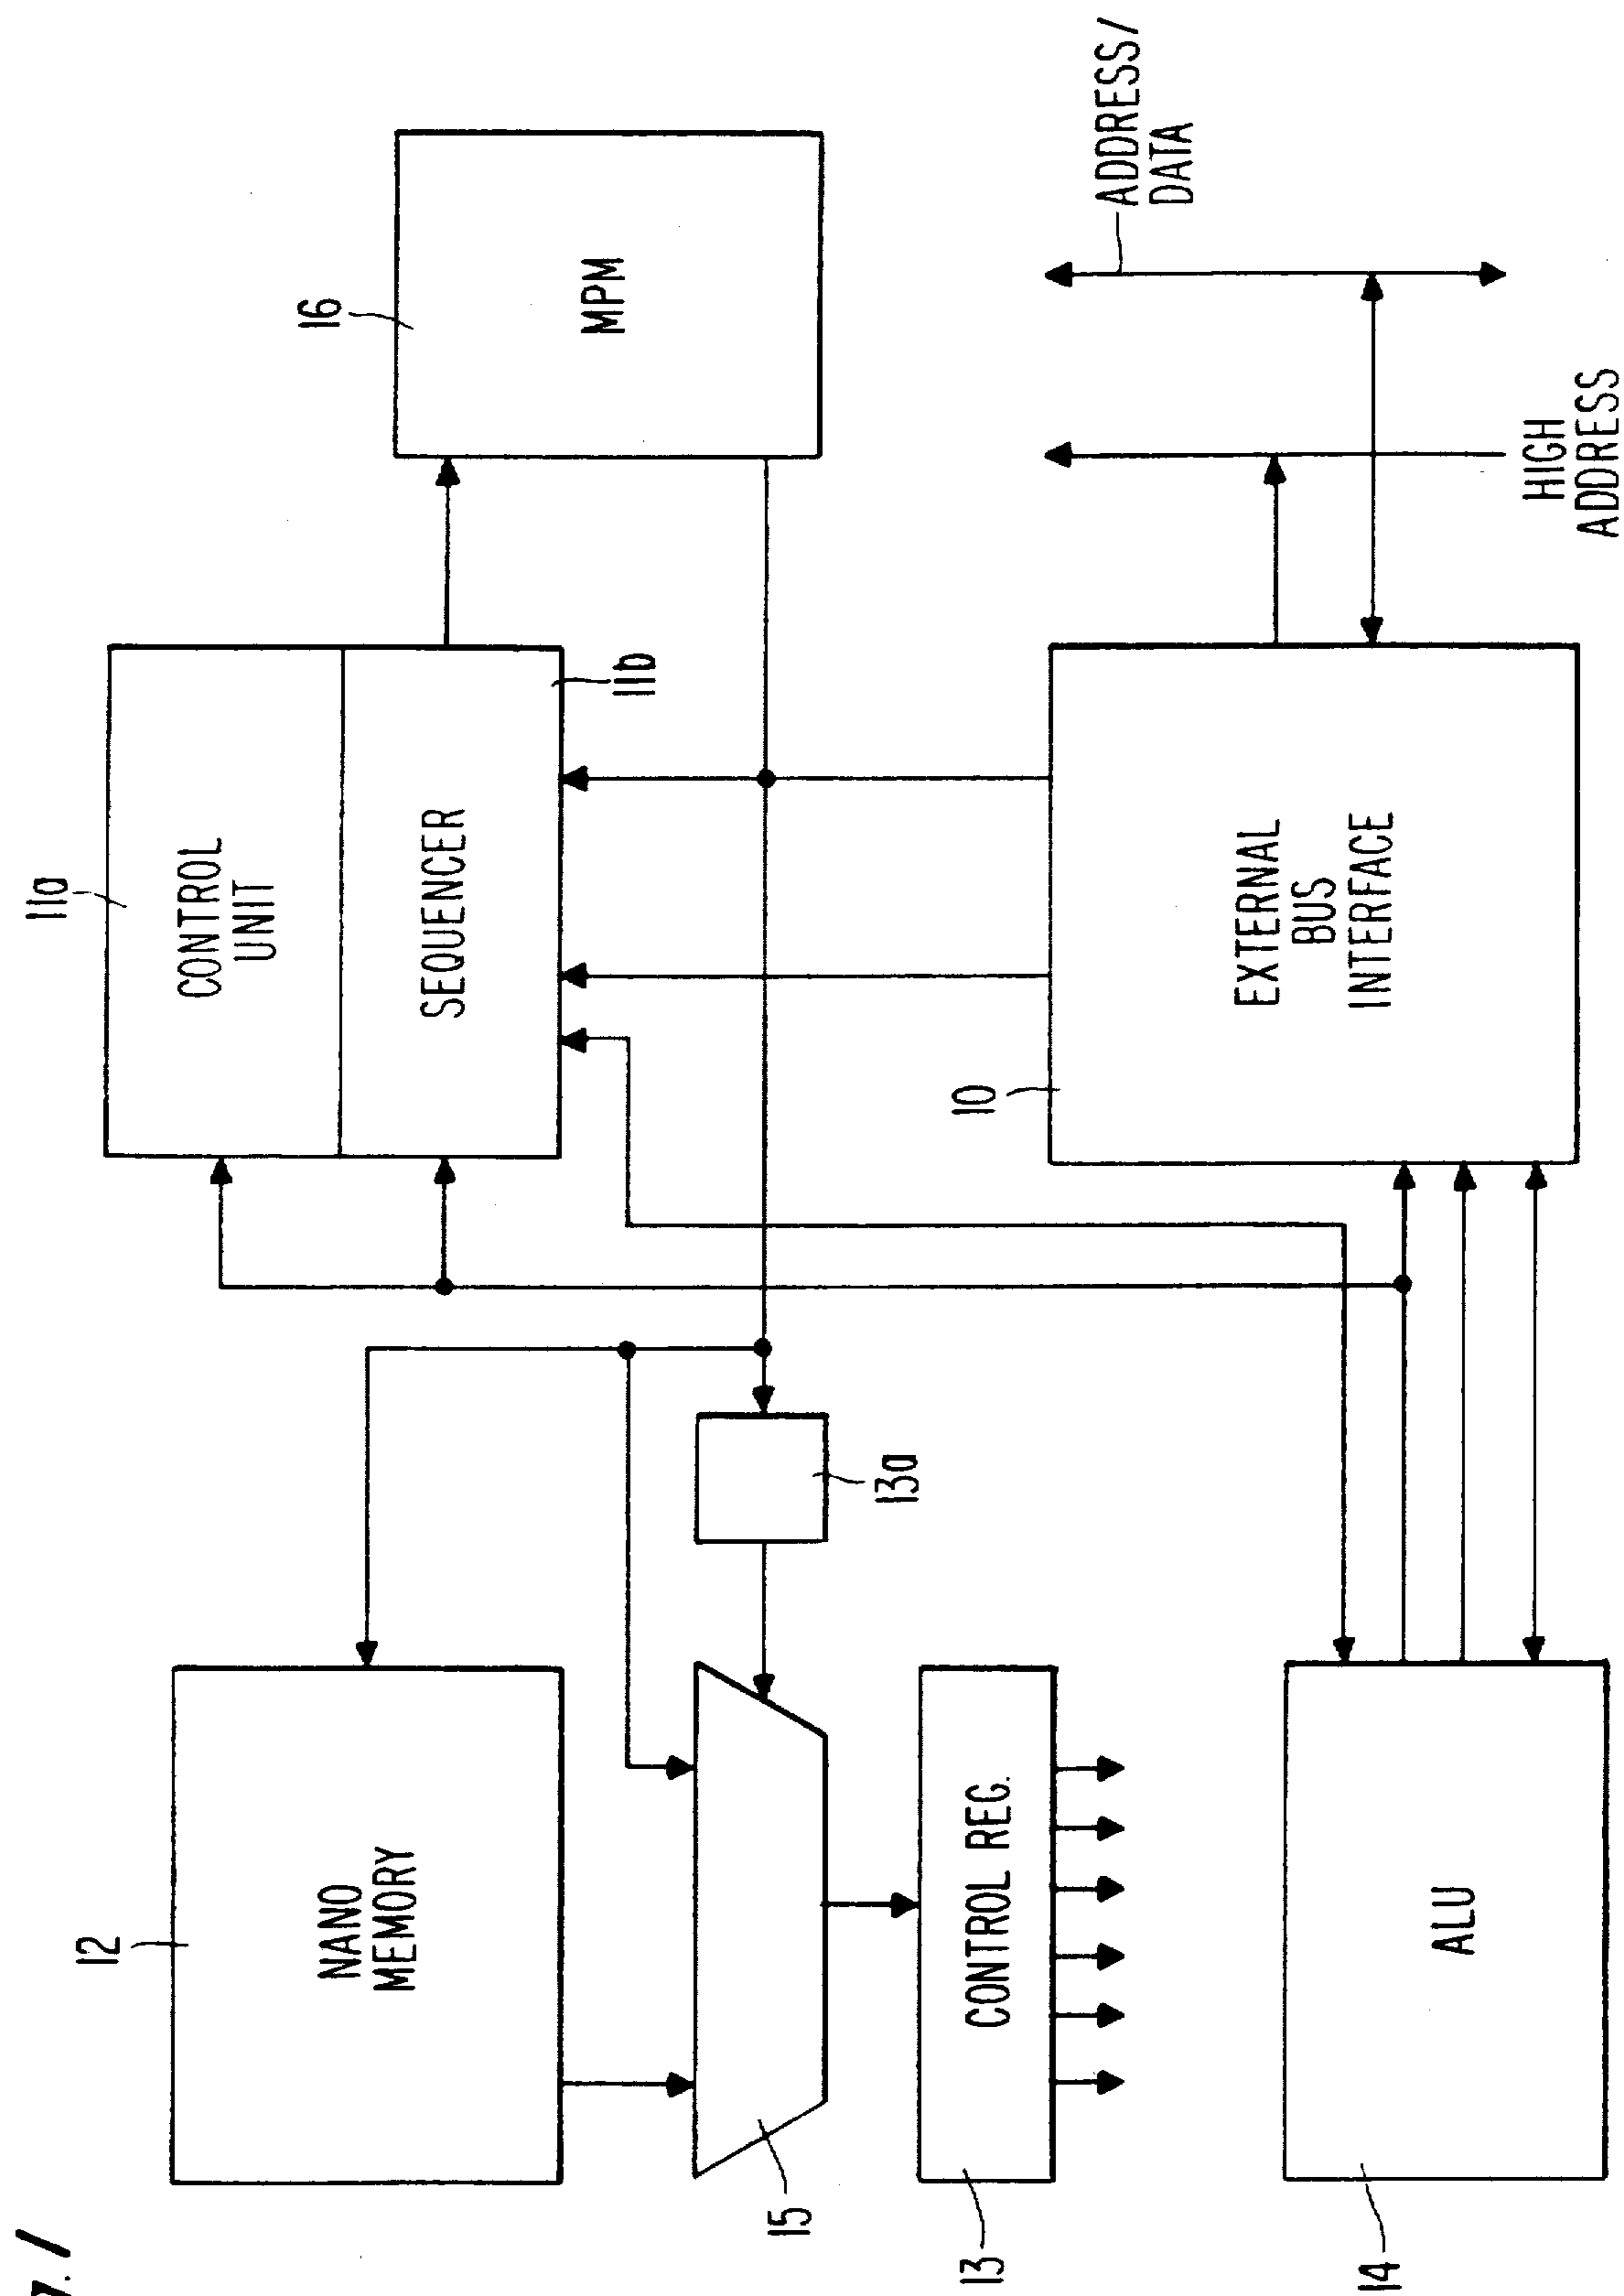 11a
CONTROL
UNIT
SEQUENCER
11b
16
MPM
12
NANO
MEMORY
13a
15
CONTROL REG.
13
10
EXTERNAL
BUS
INTERFACE
ADDRESS/
DATA
HIGH
ADDRESS
ALU
14